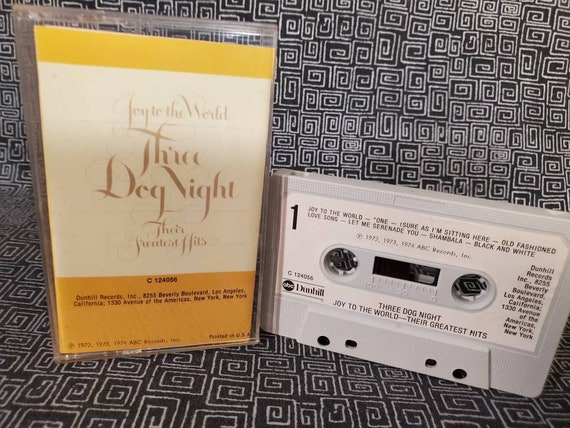 Joy to the World
Three
Dog Night
Their
Greatest Hits
C 124056
Dunhill Records, Inc., 8255 Beverly Boulevard, Los Angeles,
California; 1330 Avenue of the Americas, New York, New York
Printed in U.S.A.
℗ 1972, 1973, 1974 ABC Records, Inc.
1
JOY TO THE WORLD — *ONE — †SURE AS I'M SITTING HERE — OLD FASHIONED
LOVE SONG — LET ME SERENADE YOU — SHAMBALA — BLACK AND WHITE
℗ 1972, 1973, 1974 ABC Records, Inc.
C 124056
abc Dunhill
Dunhill
Records
Inc., 8255
Beverly
Boulevard,
Los Angeles,
California;
1330 Avenue
of the
Americas,
New York,
New York
THREE DOG NIGHT
JOY TO THE WORLD—THEIR GREATEST HITS